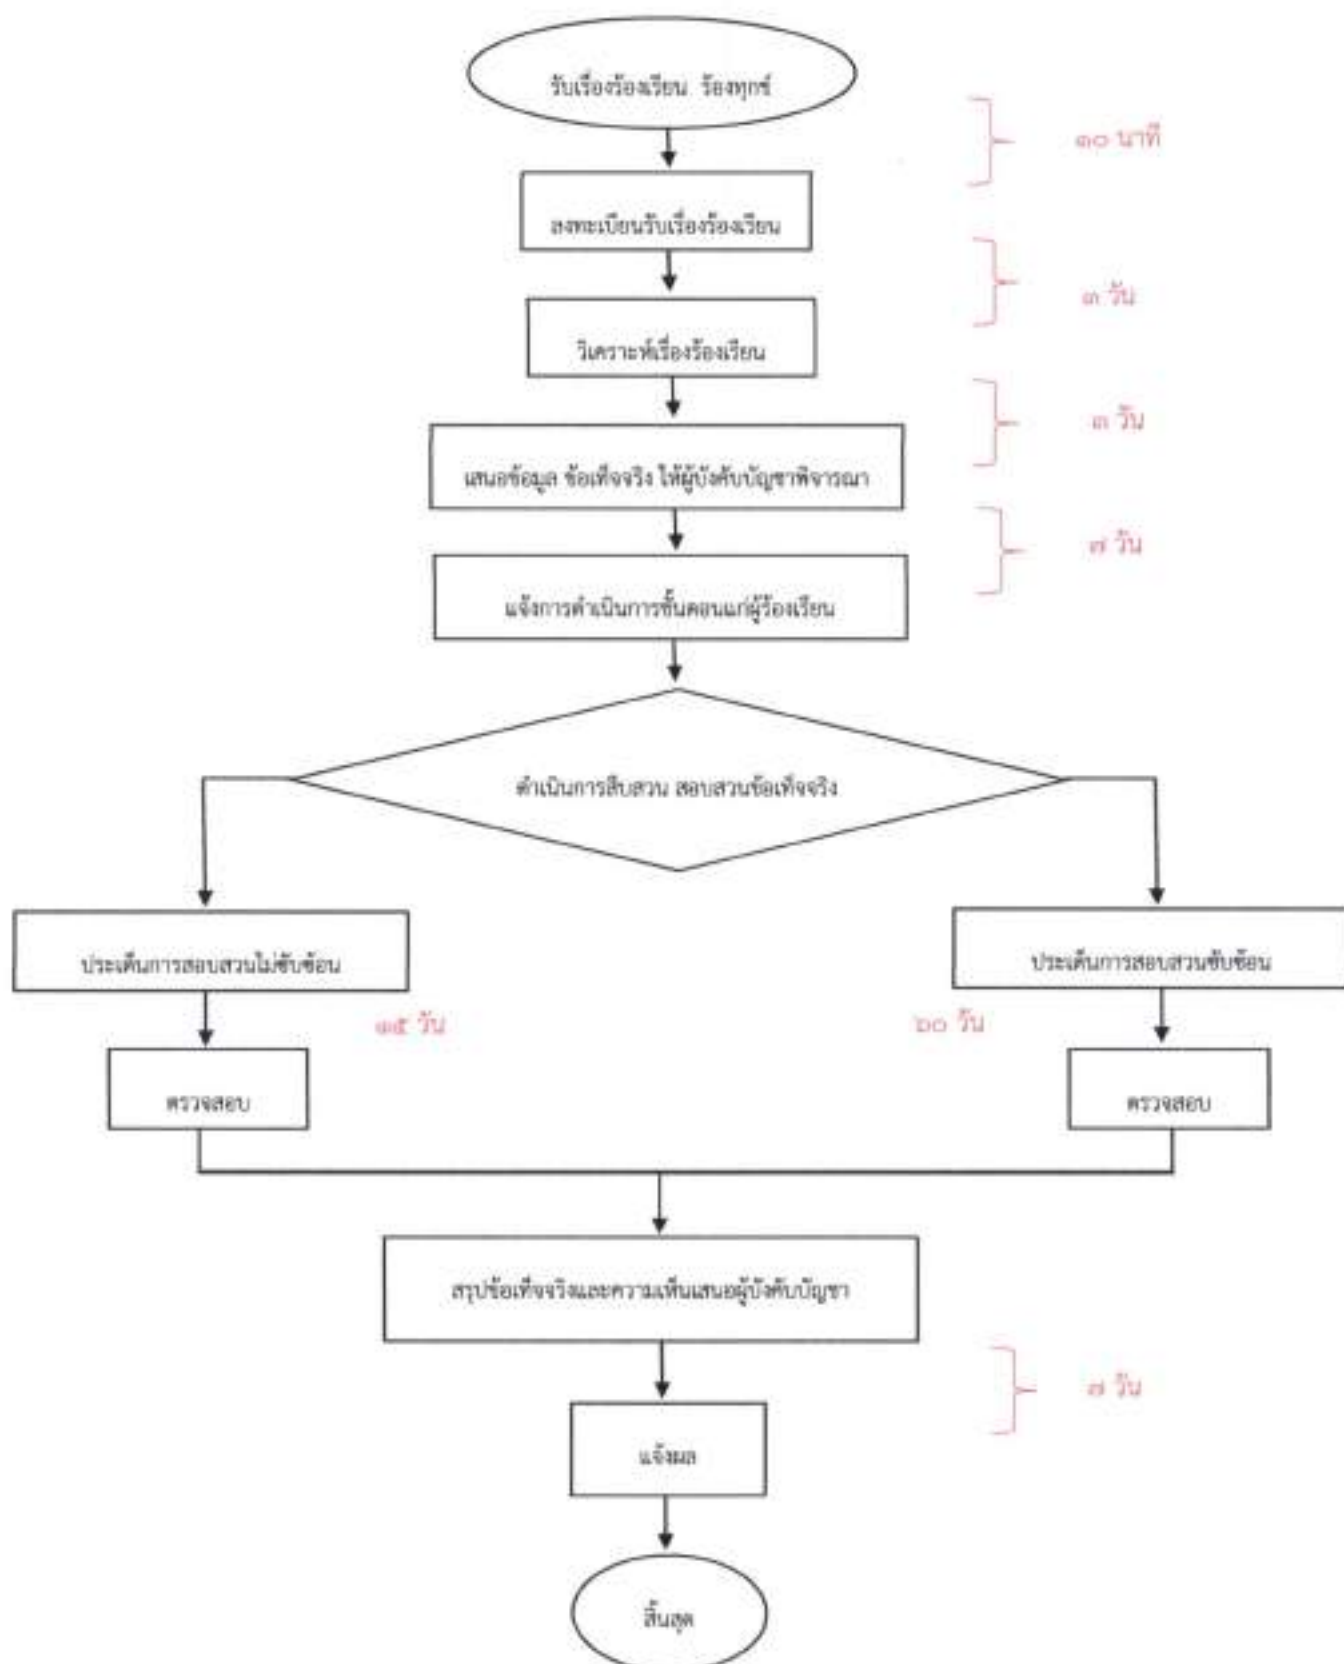 รับเรื่องร้องเรียน ร้องทุกข์
๓๐ นาที
ลงทะเบียนรับเรื่องร้องเรียน
๓ วัน
วิเคราะห์เรื่องร้องเรียน
๓ วัน
เสนอข้อมูล ข้อเท็จจริง ให้ผู้บังคับบัญชาพิจารณา
๗ วัน
แจ้งการดำเนินการขั้นตอนแก่ผู้ร้องเรียน
ดำเนินการสืบสวน สอบสวนข้อเท็จจริง
ประเด็นการสอบสวนไม่ซับซ้อน
ประเด็นการสอบสวนซับซ้อน
๑๕ วัน
๖๐ วัน
ตรวจสอบ
ตรวจสอบ
สรุปข้อเท็จจริงและความเห็นเสนอผู้บังคับบัญชา
๗ วัน
แจ้งผล
สิ้นสุด